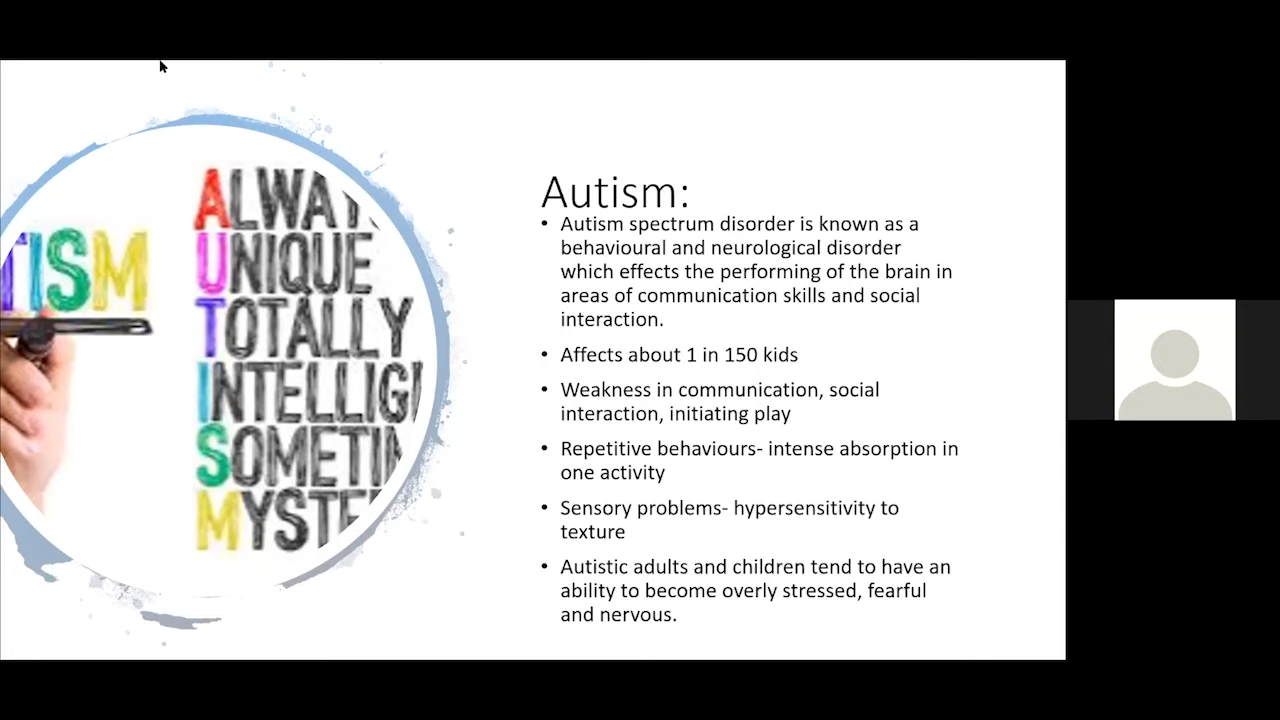 TISM
ALWAY
UNIQUE
TOTALLY
INTELLIG
SOMETIM
MYSTE
Autism:
• Autism spectrum disorder is known as a
behavioural and neurological disorder
which effects the performing of the brain in
areas of communication skills and social
interaction.
• Affects about 1 in 150 kids
• Weakness in communication, social
interaction, initiating play
• Repetitive behaviours- intense absorption in
one activity
• Sensory problems- hypersensitivity to
texture
• Autistic adults and children tend to have an
ability to become overly stressed, fearful
and nervous.